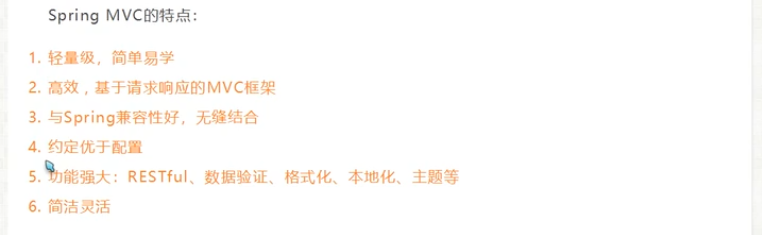 Spring MVC的特点：
1. 轻量级，简单易学
2. 高效，基于请求响应的MVC框架
3. 与Spring兼容性好，无缝结合
4. 约定优于配置
5. 功能强大：RESTful、数据验证、格式化、本地化、主题等
6. 简洁灵活